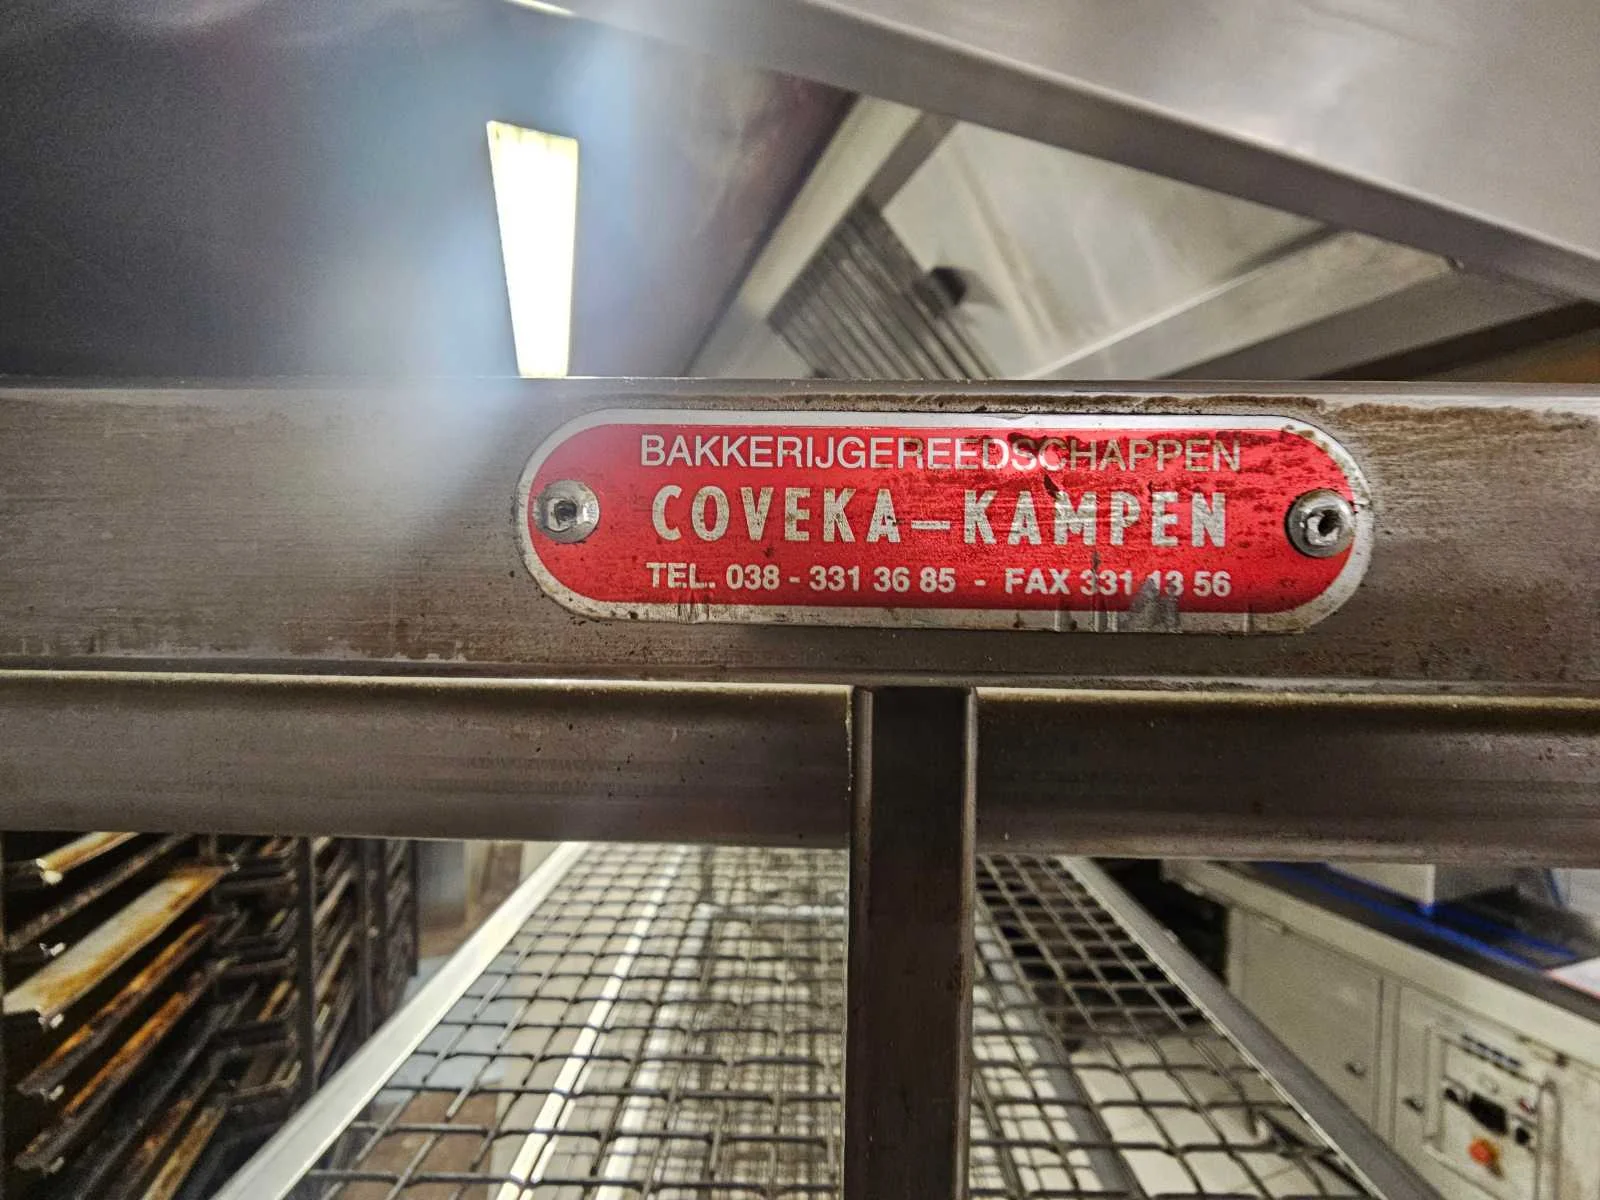 BAKKERIJGEREEDSCHAPPEN
COVEKA–KAMPEN
TEL. 038 - 331 36 85 - FAX 331 13 56